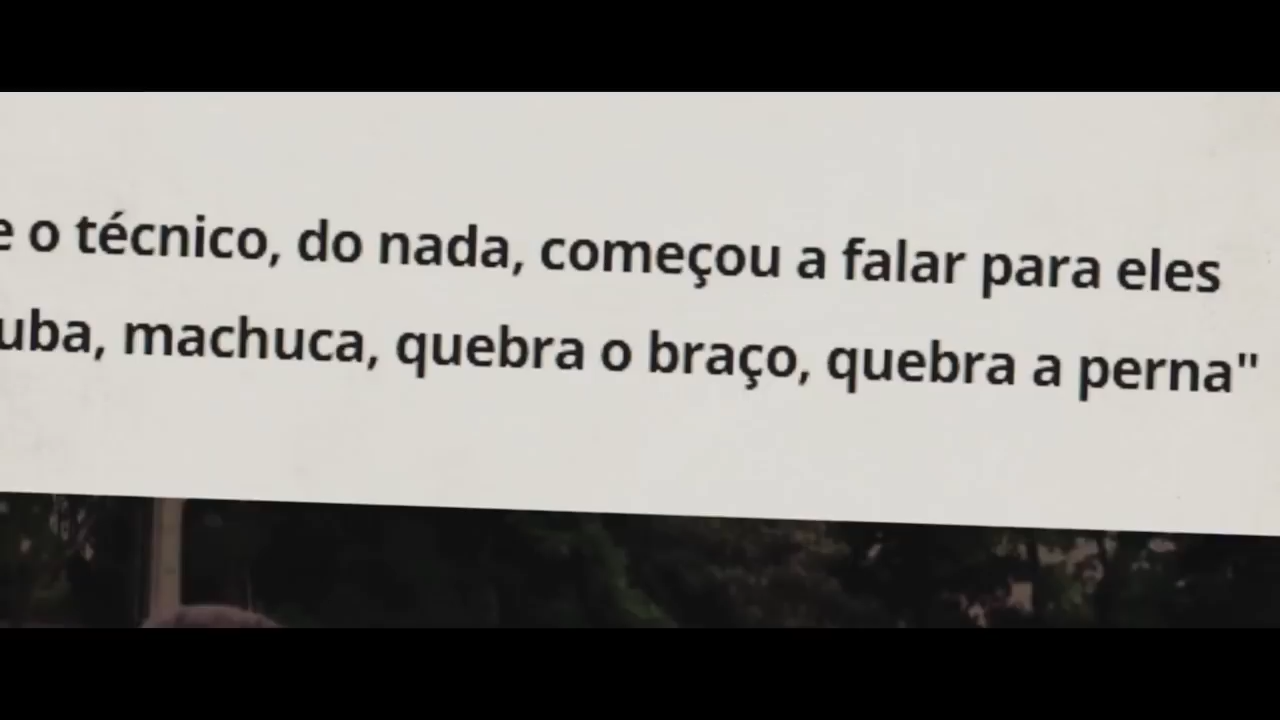 e o técnico, do nada, começou a falar para eles
uba, machuca, quebra o braço, quebra a perna"